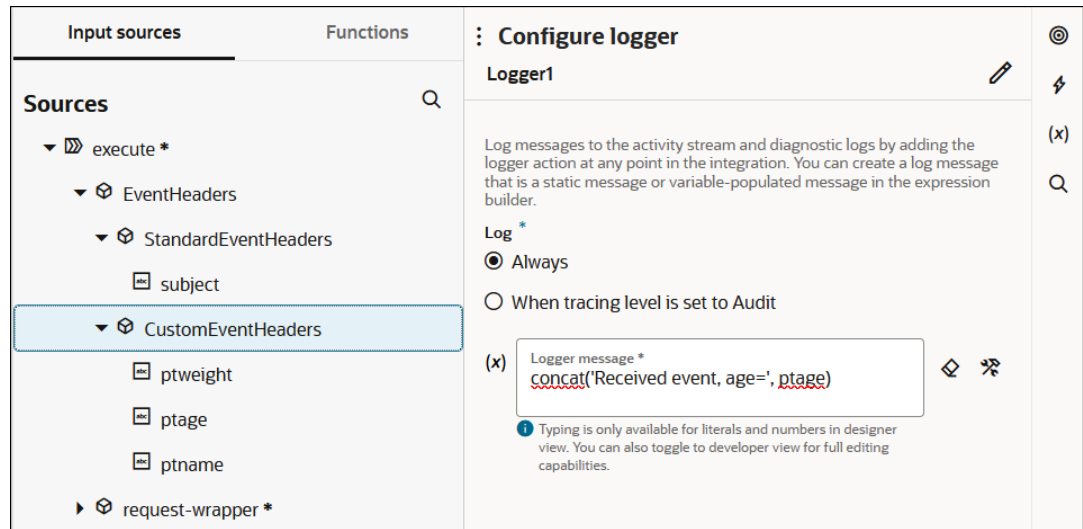 Input sources
Functions
Sources
execute *
EventHeaders
StandardEventHeaders
abc subject
CustomEventHeaders
abc ptweight
abc ptage
abc ptname
request-wrapper *
Configure logger
Logger1
Log messages to the activity stream and diagnostic logs by adding the
logger action at any point in the integration. You can create a log message
that is a static message or variable-populated message in the expression
builder.
Log *
Always
When tracing level is set to Audit
(x)
Logger message *
concat('Received event, age=', ptage)
Typing is only available for literals and numbers in designer
view. You can also toggle to developer view for full editing
capabilities.
(x)